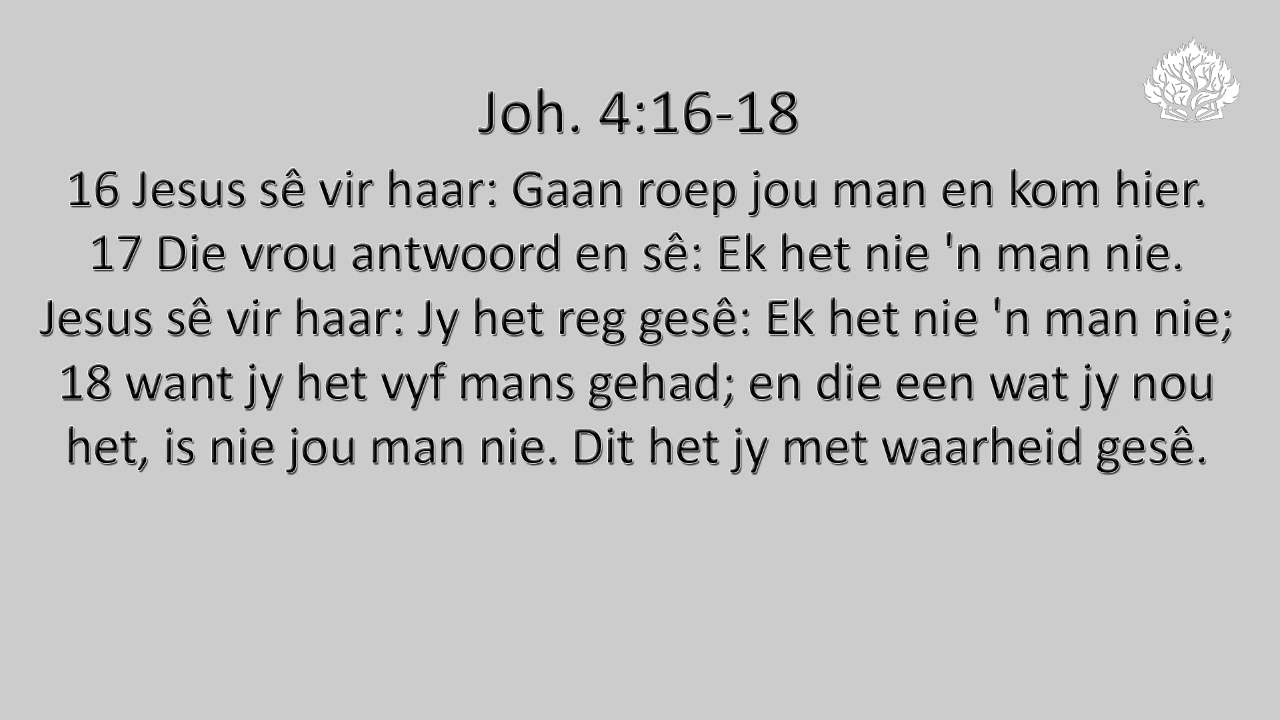 Joh. 4:16-18
16 Jesus sê vir haar: Gaan roep jou man en kom hier.
17 Die vrou antwoord en sê: Ek het nie 'n man nie.
Jesus sê vir haar: Jy het reg gesê: Ek het nie 'n man nie;
18 want jy het vyf mans gehad; en die een wat jy nou
het, is nie jou man nie. Dit het jy met waarheid gesê.